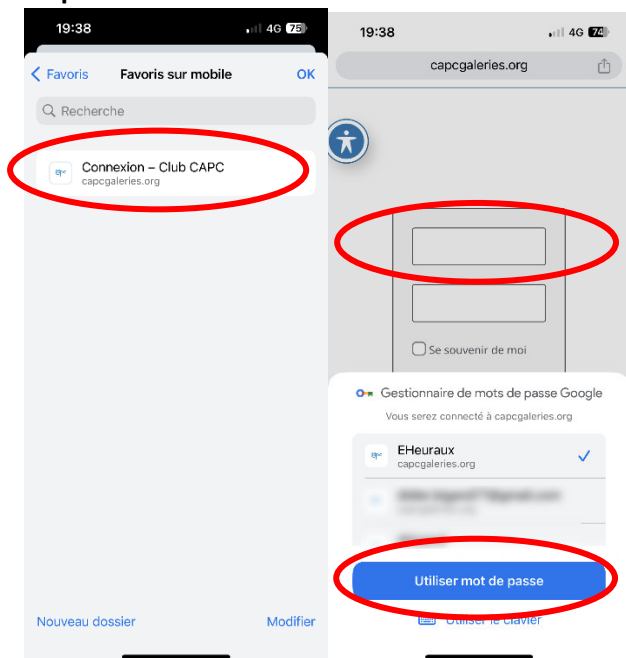 19:38
4G 75
Favoris
Favoris sur mobile
OK
Recherche
Connexion – Club CAPC
capcgaleries.org
Nouveau dossier
Modifier
19:38
4G 74
capcgaleries.org
Se souvenir de moi
Gestionnaire de mots de passe Google
Vous serez connecté à capcgaleries.org
EHeuraux
capcgaleries.org
Utiliser mot de passe
Utiliser le clavier